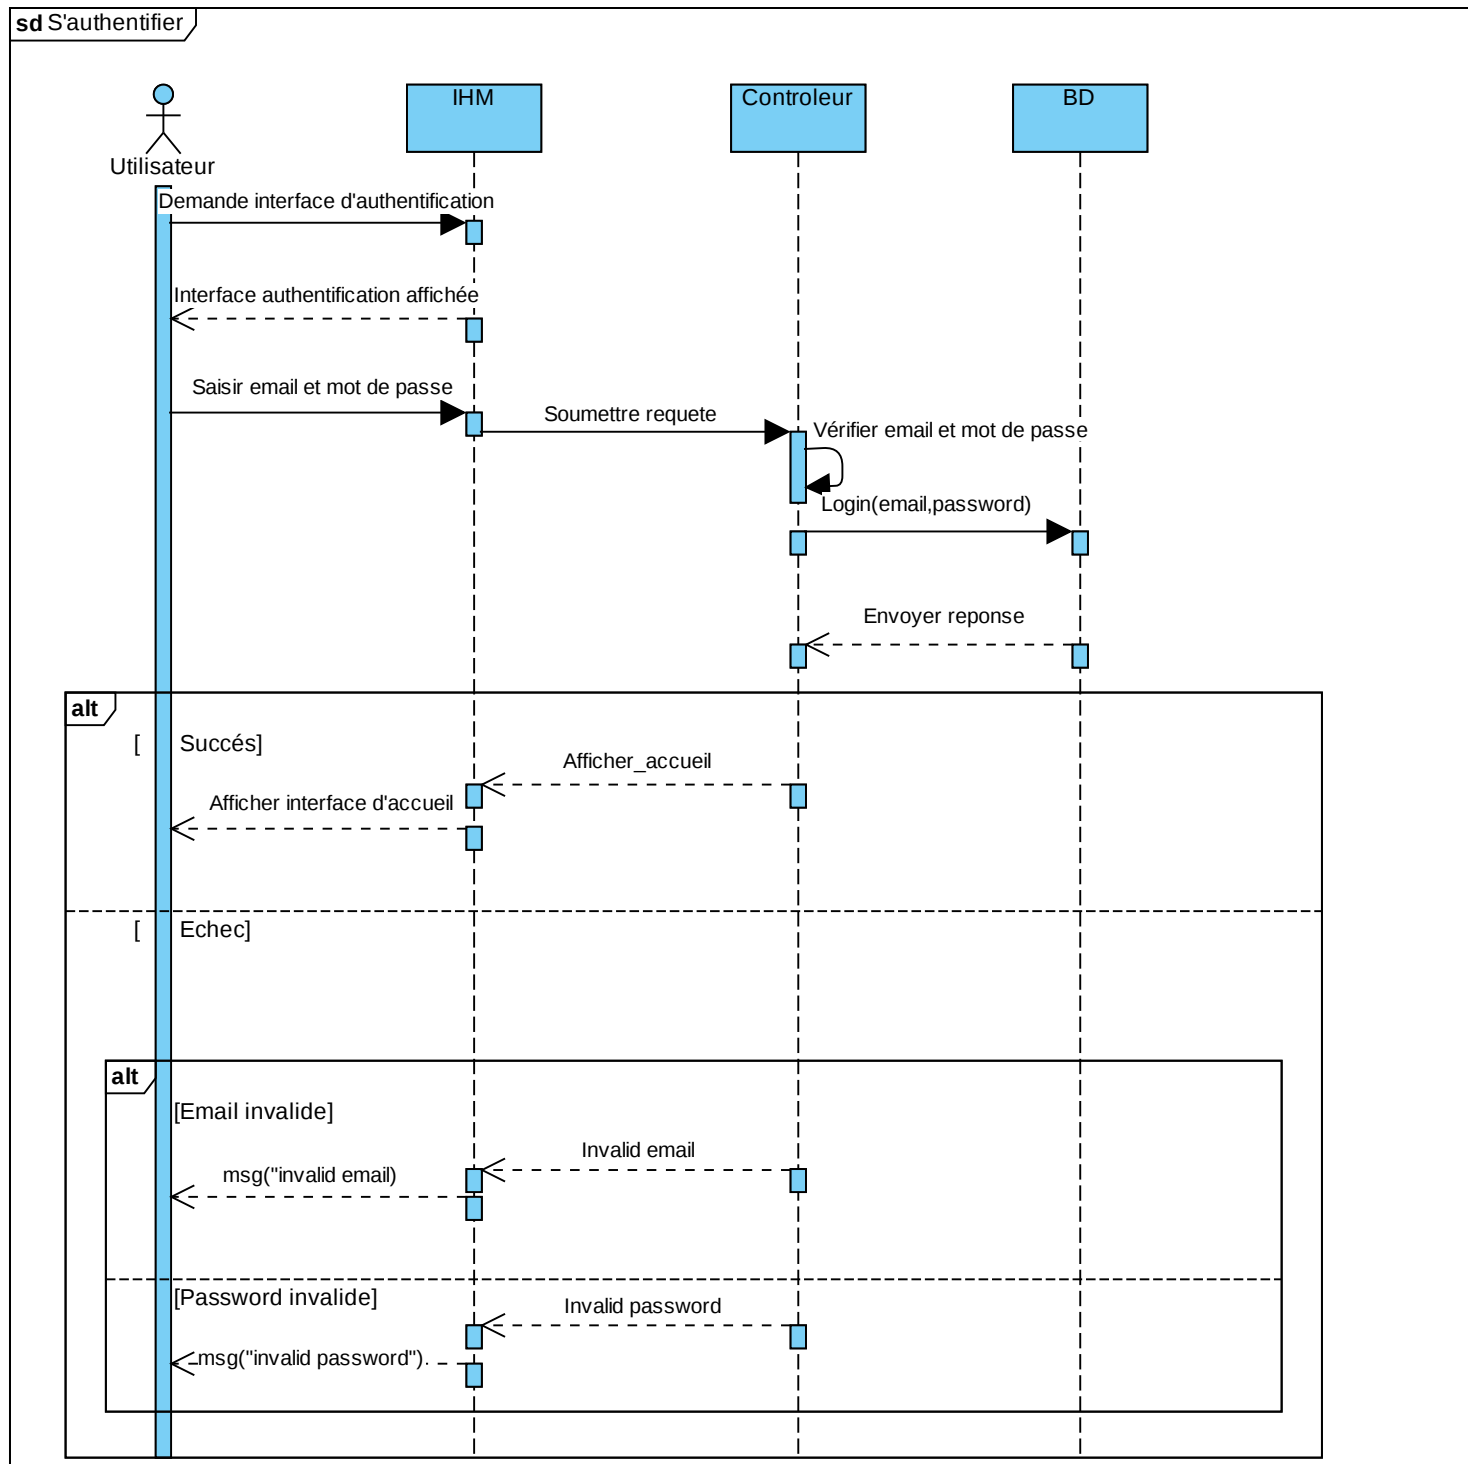 sd S'authentifier
IHM
Controleur
BD
Utilisateur
Demande interface d'authentification
Interface authentification affichée
Saisir email et mot de passe
Soumettre requete
Vérifier email et mot de passe
Login(email,password)
Envoyer reponse
alt
[ Succés]
Afficher_accueil
Afficher interface d'accueil
[ Echec]
alt
[Email invalide]
Invalid email
msg("invalid email)
[Password invalide]
Invalid password
msg("invalid password").